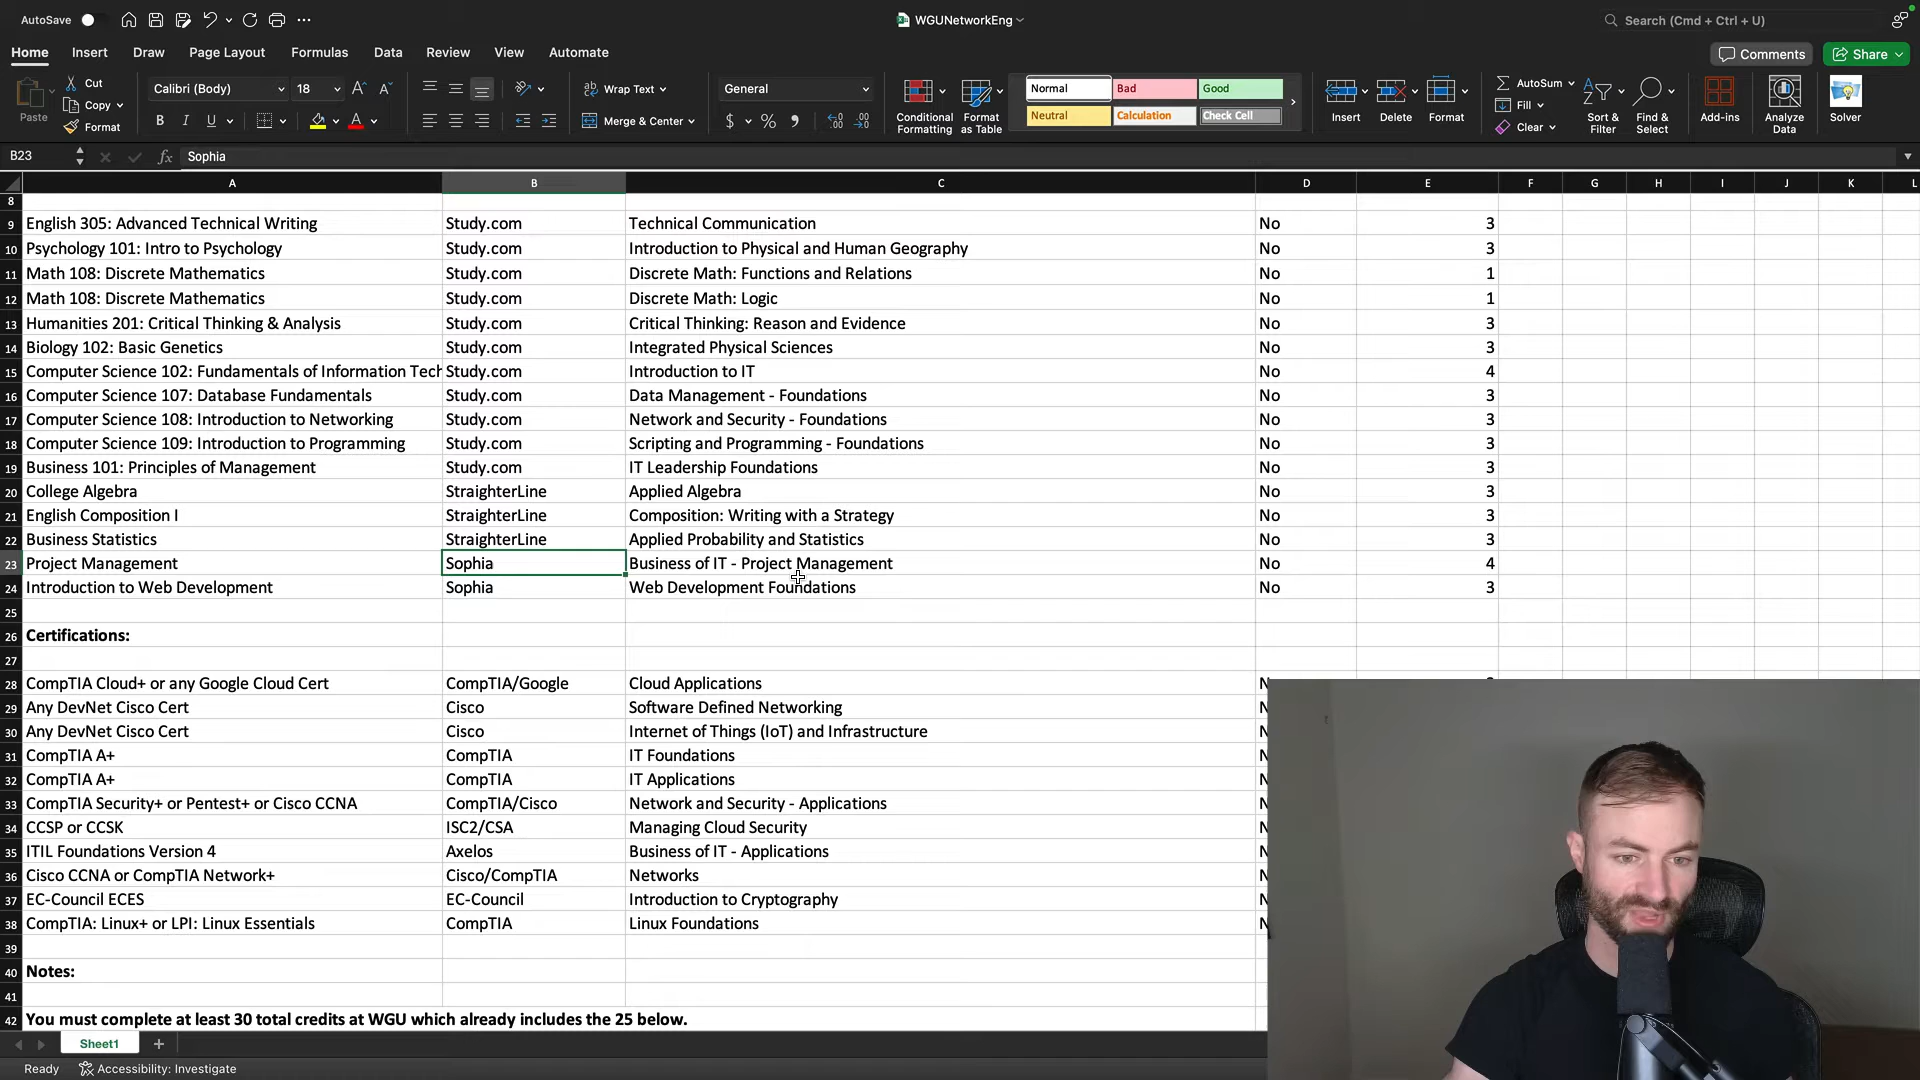 AutoSave
WGUNetworkEng
Search (Cmd + Ctrl + U)
Home Insert Draw Page Layout Formulas Data Review View Automate
Comments
Share
Paste
Cut
Copy
Format
Calibri (Body) 18
B I U
Wrap Text
Merge & Center
General
$ % ,
Conditional Formatting
Format as Table
Normal Bad Good
Neutral Calculation Check Cell
Insert Delete Format
AutoSum
Fill
Clear
Sort & Filter
Find & Select
Add-ins
Analyze Data
Solver
B23 fx Sophia
A B C D E F G H I J K L
8
9 English 305: Advanced Technical Writing Study.com Technical Communication No 3
10 Psychology 101: Intro to Psychology Study.com Introduction to Physical and Human Geography No 3
11 Math 108: Discrete Mathematics Study.com Discrete Math: Functions and Relations No 1
12 Math 108: Discrete Mathematics Study.com Discrete Math: Logic No 1
13 Humanities 201: Critical Thinking & Analysis Study.com Critical Thinking: Reason and Evidence No 3
14 Biology 102: Basic Genetics Study.com Integrated Physical Sciences No 3
15 Computer Science 102: Fundamentals of Information Tech Study.com Introduction to IT No 4
16 Computer Science 107: Database Fundamentals Study.com Data Management - Foundations No 3
17 Computer Science 108: Introduction to Networking Study.com Network and Security - Foundations No 3
18 Computer Science 109: Introduction to Programming Study.com Scripting and Programming - Foundations No 3
19 Business 101: Principles of Management Study.com IT Leadership Foundations No 3
20 College Algebra StraighterLine Applied Algebra No 3
21 English Composition I StraighterLine Composition: Writing with a Strategy No 3
22 Business Statistics StraighterLine Applied Probability and Statistics No 3
23 Project Management Sophia Business of IT - Project Management No 4
24 Introduction to Web Development Sophia Web Development Foundations No 3
25
26 Certifications:
27
28 CompTIA Cloud+ or any Google Cloud Cert CompTIA/Google Cloud Applications
29 Any DevNet Cisco Cert Cisco Software Defined Networking
30 Any DevNet Cisco Cert Cisco Internet of Things (IoT) and Infrastructure
31 CompTIA A+ CompTIA IT Foundations
32 CompTIA A+ CompTIA IT Applications
33 CompTIA Security+ or Pentest+ or Cisco CCNA CompTIA/Cisco Network and Security - Applications
34 CCSP or CCSK ISC2/CSA Managing Cloud Security
35 ITIL Foundations Version 4 Axelos Business of IT - Applications
36 Cisco CCNA or CompTIA Network+ Cisco/CompTIA Networks
37 EC-Council ECES EC-Council Introduction to Cryptography
38 CompTIA: Linux+ or LPI: Linux Essentials CompTIA Linux Foundations
39
40 Notes:
41
42 You must complete at least 30 total credits at WGU which already includes the 25 below.
Sheet1
Ready Accessibility: Investigate